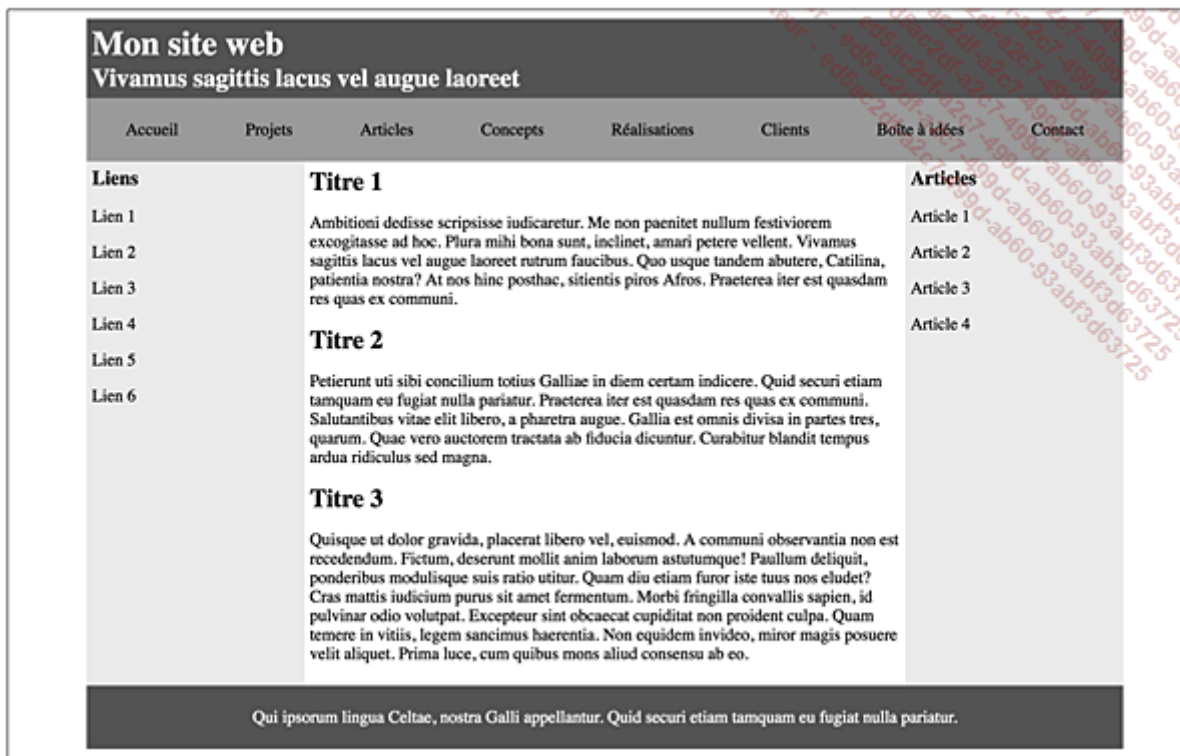 Mon site web
Vivamus sagittis lacus vel augue laoreet
Accueil Projets Articles Concepts Réalisations Clients Boîte à idées Contact
Liens
Lien 1
Lien 2
Lien 3
Lien 4
Lien 5
Lien 6
Titre 1
Ambitioni dedisse scripsisse iudicaretur. Me non paenitet nullum festiviorem
excogitasse ad hoc. Plura mihi bona sunt, inclinet, amari petere vellent. Vivamus
sagittis lacus vel augue laoreet rutrum faucibus. Quo usque tandem abutere, Catilina,
patientia nostra? At nos hinc posthac, sitientis piros Afros. Praeterea iter est quasdam
res quas ex communi.
Titre 2
Petierunt uti sibi concilium totius Galliae in diem certam indicere. Quid securi etiam
tamquam eu fugiat nulla pariatur. Praeterea iter est quasdam res quas ex communi.
Salutantibus vitae elit libero, a pharetra augue. Gallia est omnis divisa in partes tres,
quarum. Quae vero auctorem tractata ab fiducia dicuntur. Curabitur blandit tempus
ardua ridiculus sed magna.
Titre 3
Quisque ut dolor gravida, placerat libero vel, euismod. A communi observantia non est
recedendum. Fictum, deserunt mollit anim laborum astutumque! Paullum deliquit,
ponderibus modulisque suis ratio utitur. Quam diu etiam furor iste tuus nos eludet?
Cras mattis iudicium purus sit amet fermentum. Morbi fringilla convallis sapien, id
pulvinar odio volutpat. Excepteur sint obcaecat cupiditat non proident culpa. Quam
temere in vitiis, legem sancimus haerentia. Non equidem invideo, miror magis posuere
velit aliquet. Prima luce, cum quibus mons aliud consensu ab eo.
Articles
Article 1
Article 2
Article 3
Article 4
Qui ipsorum lingua Celtae, nostra Galli appellantur. Quid securi etiam tamquam eu fugiat nulla pariatur.